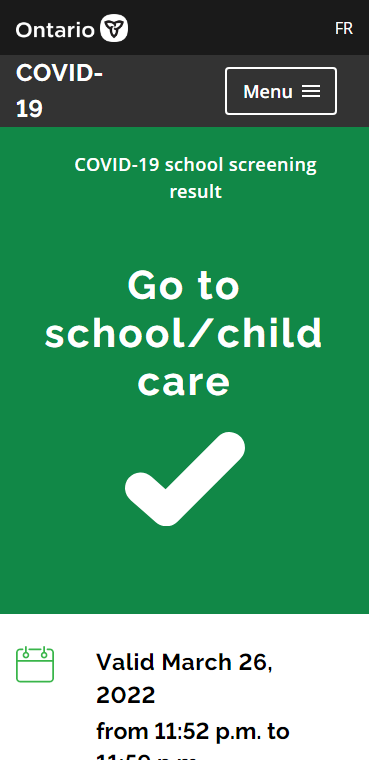 Ontario
FR
COVID-
19
Menu
COVID-19 school screening
result
Go to
school/child
care
Valid March 26,
2022
from 11:52 p.m. to